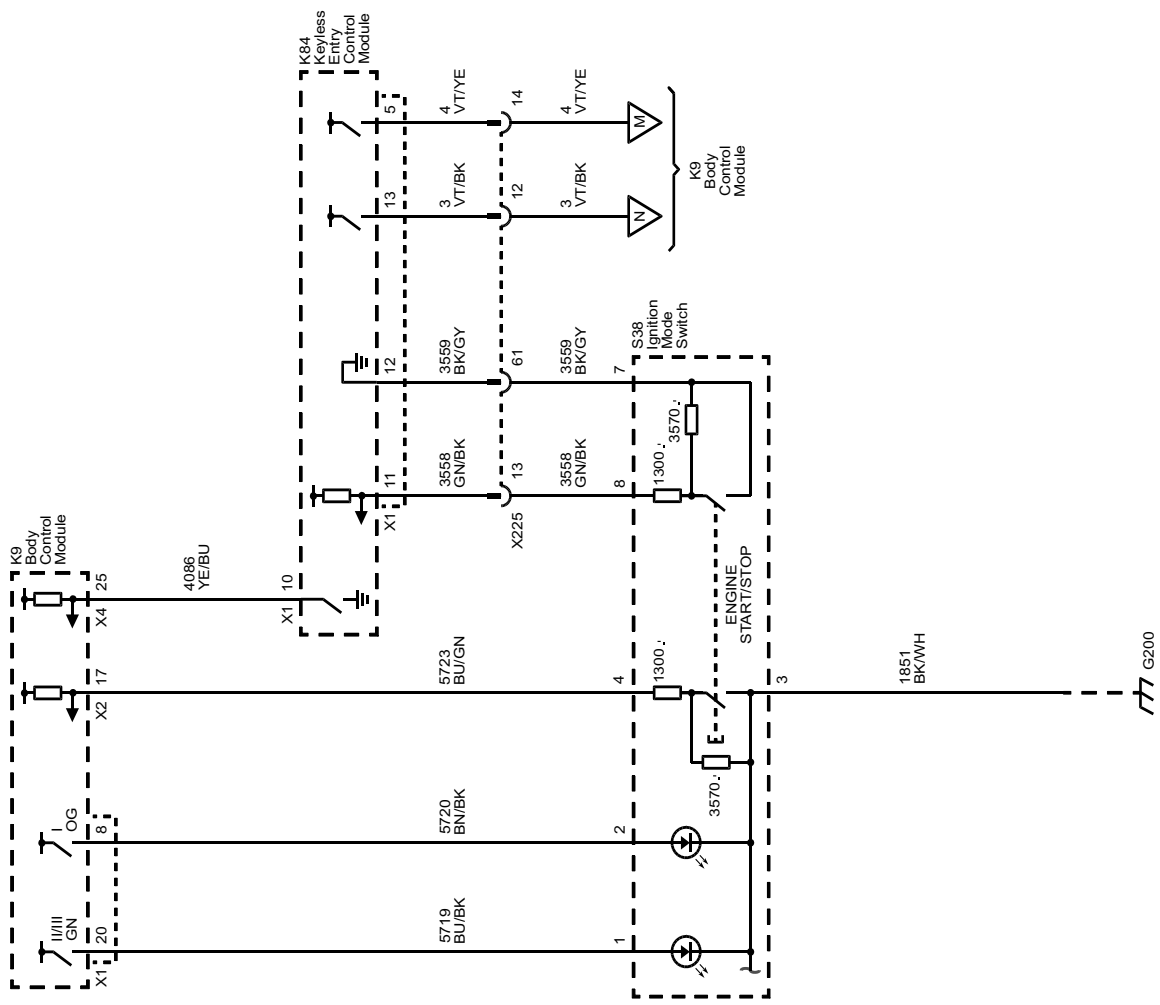 K84
Keyless
Entry
Control
Module
5
4
VT/YE
14
4
VT/YE
M
K9
Body
Control
Module
13
3
VT/BK
12
3
VT/BK
N
12
3559
BK/GY
61
3559
BK/GY
7
S38 Ignition
Mode
Switch
3570
X1
11
3558
GN/BK
X225
13
3558
GN/BK
8
1300
K9
Body
Control
Module
X4
25
4086
YE/BU
X1
10
ENGINE
START/STOP
X2
17
5723
BU/GN
4
1300
3570
3
1851
BK/WH
G200
I
OG
8
5720
BN/BK
2
II/III
GN
X1
20
5719
BU/BK
1